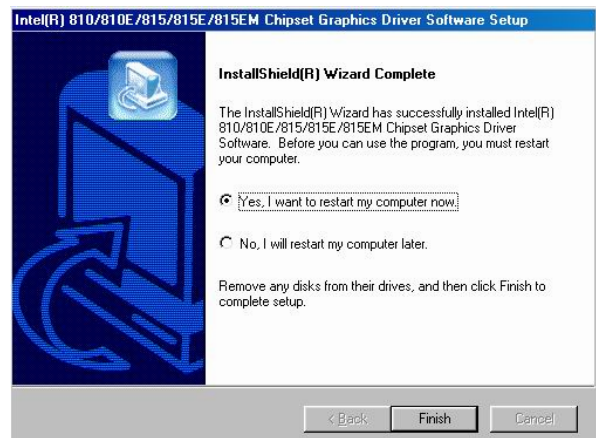 Intel(R) 810/810E/815/815E/815EM Chipset Graphics Driver Software Setup
InstallShield(R) Wizard Complete
The InstallShield(R) Wizard has successfully installed Intel(R)
810/810E/815/815E/815EM Chipset Graphics Driver
Software. Before you can use the program, you must restart
your computer.
Yes, I want to restart my computer now.
No, I will restart my computer later.
Remove any disks from their drives, and then click Finish to
complete setup.
< Back Finish Cancel